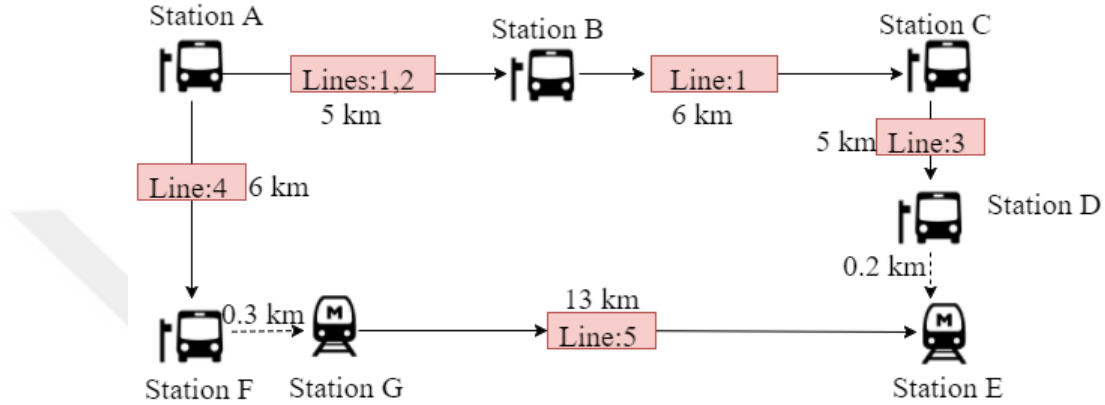 Station A
Station B
Station C
Lines:1,2
5 km
Line:1
6 km
5 km
Line:3
Line:4
6 km
Station D
0.2 km
0.3 km
M
13 km
Line:5
M
Station F
Station G
Station E